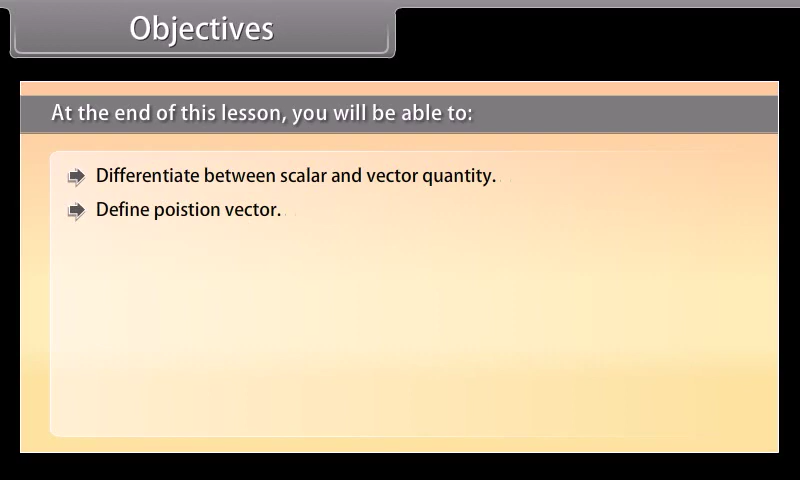 Objectives
At the end of this lesson, you will be able to:
Differentiate between scalar and vector quantity.
Define poistion vector.